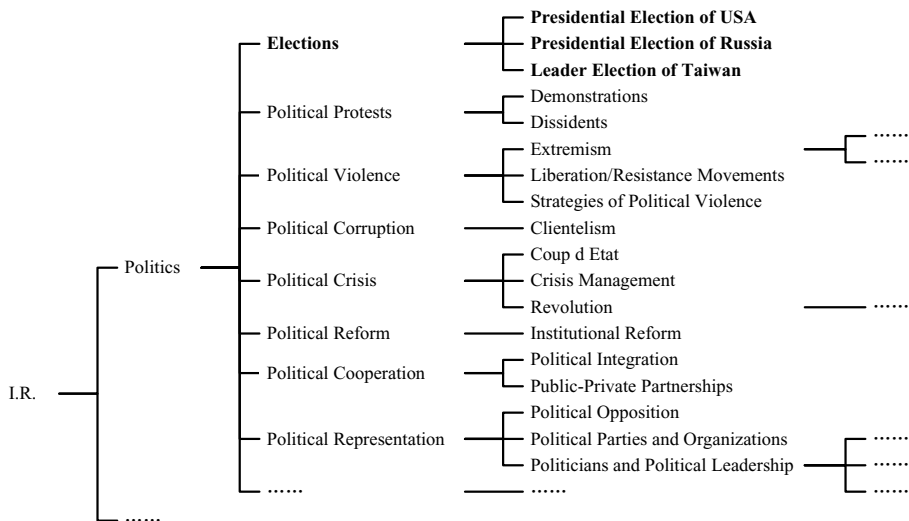 Presidential Election of USA
Elections
Presidential Election of Russia
Leader Election of Taiwan
Political Protests
Demonstrations
Dissidents
Political Violence
Extremism
……
……
Liberation/Resistance Movements
Strategies of Political Violence
Political Corruption
Clientelism
Politics
Political Crisis
Coup d Etat
Crisis Management
Revolution
……
Political Reform
Institutional Reform
I.R.
Political Cooperation
Political Integration
Public-Private Partnerships
Political Representation
Political Opposition
Political Parties and Organizations
Politicians and Political Leadership
……
……
……
……
……
……